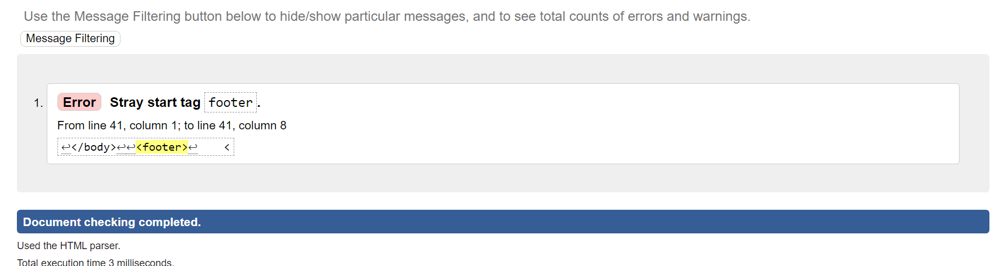 Use the Message Filtering button below to hide/show particular messages, and to see total counts of errors and warnings.
Message Filtering
1. Error Stray start tag footer.
From line 41, column 1; to line 41, column 8
↩</body>↩↩<footer>↩    <
Document checking completed.
Used the HTML parser.
Total execution time 3 milliseconds.